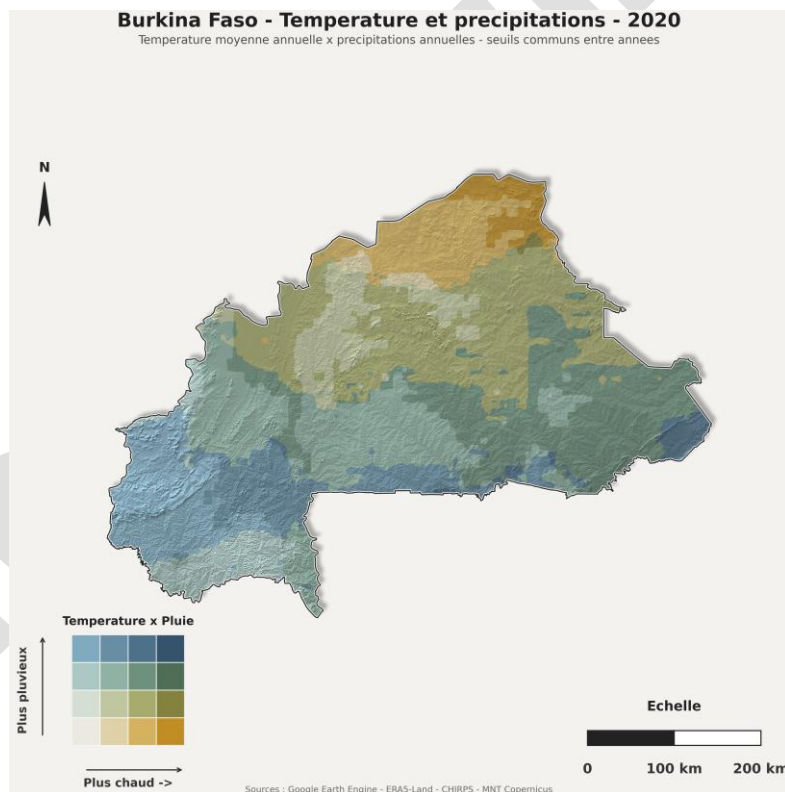 Burkina Faso - Temperature et precipitations - 2020
Temperature moyenne annuelle x precipitations annuelles - seuils communs entre annees
N
Temperature x Pluie
Plus pluvieux
Plus chaud ->
Echelle
0 100 km 200 km
Sources : Google Earth Engine - ERA5-Land - CHIRPS - MNT Copernicus